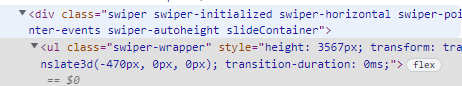 ▼<div class="swiper swiper-initialized swiper-horizontal swiper-poi
nter-events swiper-autoheight slideContainer">
▼<ul class="swiper-wrapper" style="height: 3567px; transform: tra
nslate3d(-470px, 0px, 0px); transition-duration: 0ms;"> flex
== $0